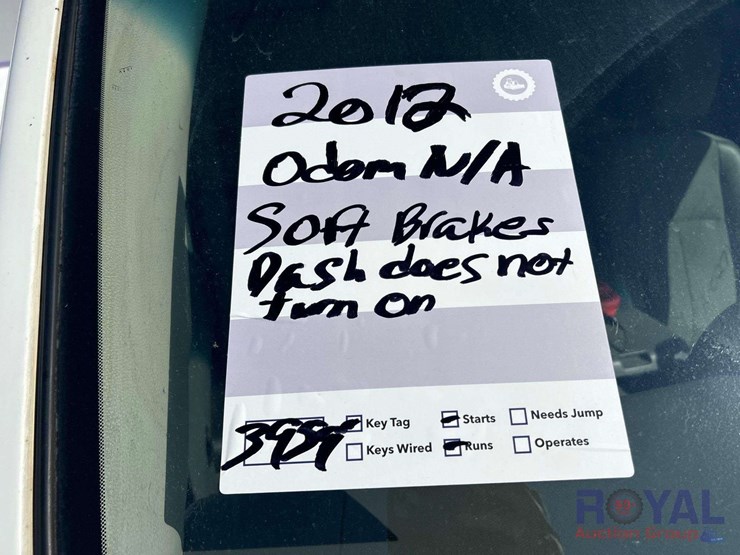 2012
Odom N/A
Soft Brakes
Dash does not
turn on
Key Tag Starts Needs Jump
Keys Wired Runs Operates
ROYAL
Auction Group